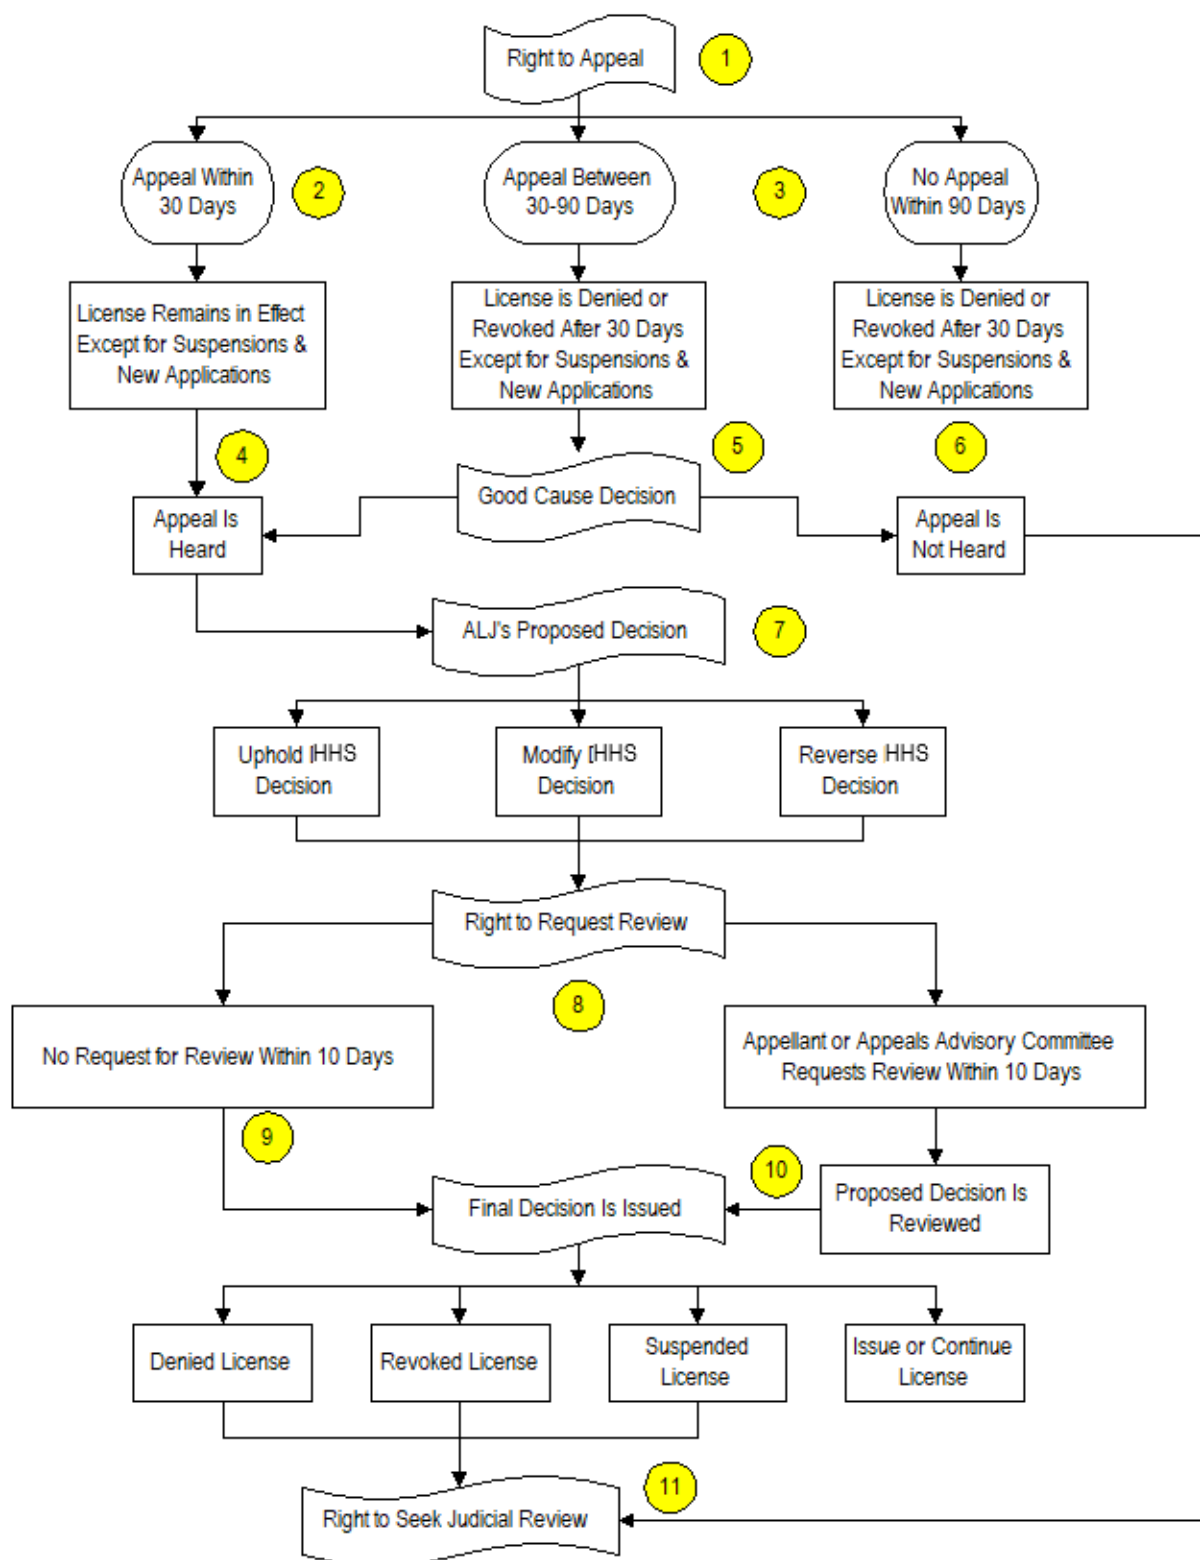 Right to Appeal
1
Appeal Within
30 Days
2
Appeal Between
30-90 Days
3
No Appeal
Within 90 Days
License Remains in Effect
Except for Suspensions &
New Applications
License is Denied or
Revoked After 30 Days
Except for Suspensions &
New Applications
License is Denied or
Revoked After 30 Days
Except for Suspensions &
New Applications
4
5
6
Good Cause Decision
Appeal Is
Heard
Appeal Is
Not Heard
ALJ's Proposed Decision
7
Uphold HHS
Decision
Modify HHS
Decision
Reverse HHS
Decision
Right to Request Review
8
No Request for Review Within 10 Days
Appellant or Appeals Advisory Committee
Requests Review Within 10 Days
9
10
Final Decision Is Issued
Proposed Decision Is
Reviewed
Denied License
Revoked License
Suspended
License
Issue or Continue
License
11
Right to Seek Judicial Review